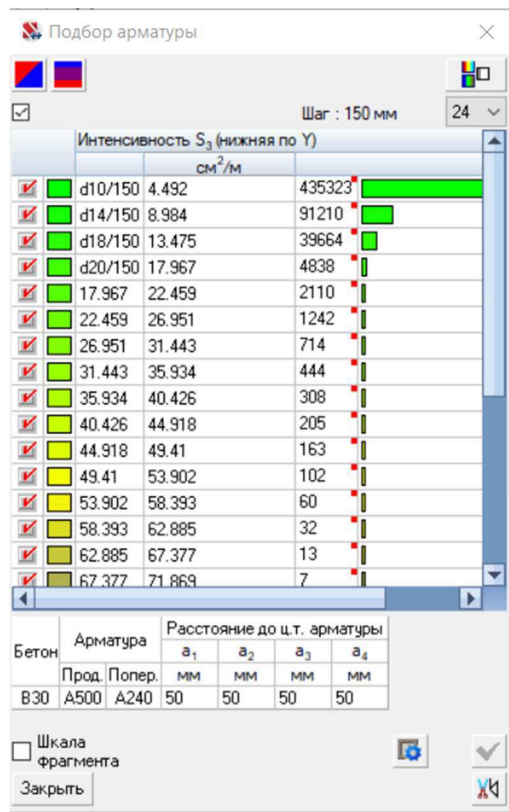 Подбор арматуры
Шаг : 150 мм 24
Интенсивность S₃ (нижняя по Y)
см²/м
d10/150 4.492 435323
d14/150 8.984 91210
d18/150 13.475 39664
d20/150 17.967 4838
17.967 22.459 2110
22.459 26.951 1242
26.951 31.443 714
31.443 35.934 444
35.934 40.426 308
40.426 44.918 205
44.918 49.41 163
49.41 53.902 102
53.902 58.393 60
58.393 62.885 32
62.885 67.377 13
67.377 71.869 7
Бетон Арматура Расстояние до ц.т. арматуры
a₁ a₂ a₃ a₄
Прод. Попер. мм мм мм мм
B30 A500 A240 50 50 50 50
Шкала
фрагмента
Закрыть